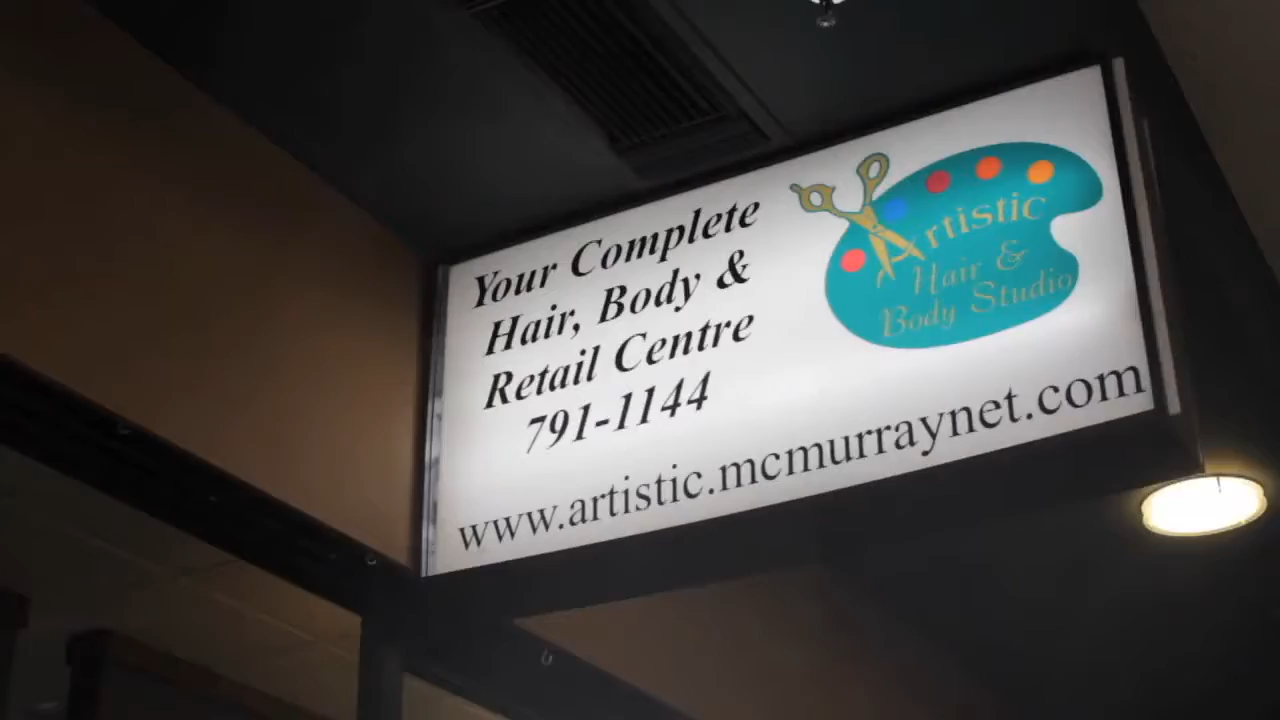 Your Complete
Hair, Body &
Retail Centre
791-1144
Artistic
Hair &
Body Studio
www.artistic.mcmurraynet.com